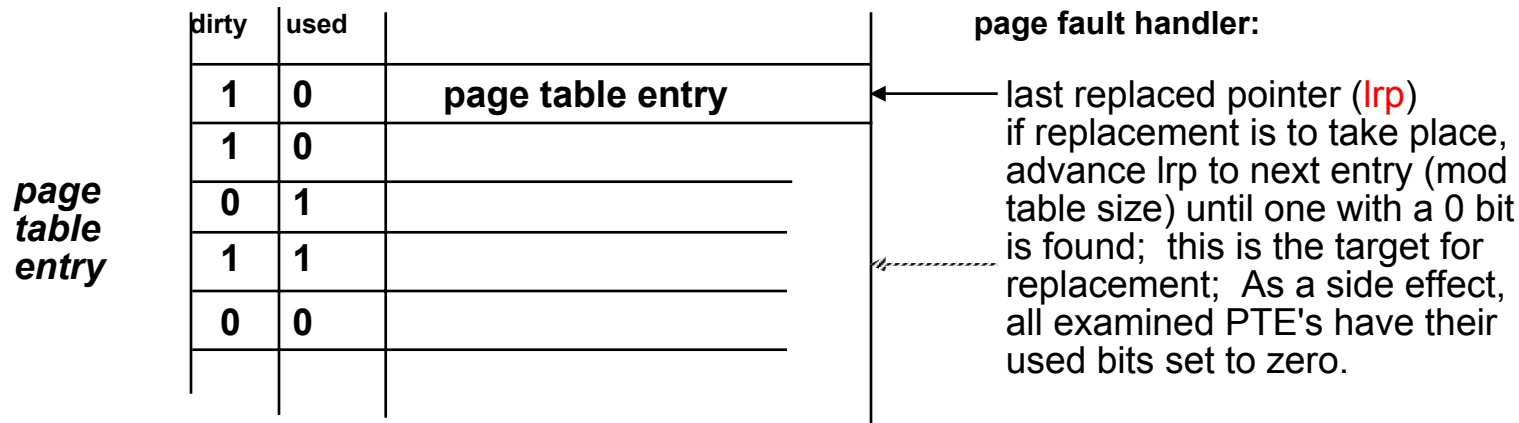 dirty used
page fault handler:
1 0 page table entry
1 0
0 1
1 1
0 0
page
table
entry
last replaced pointer (lrp)
if replacement is to take place,
advance lrp to next entry (mod
table size) until one with a 0 bit
is found; this is the target for
replacement; As a side effect,
all examined PTE's have their
used bits set to zero.